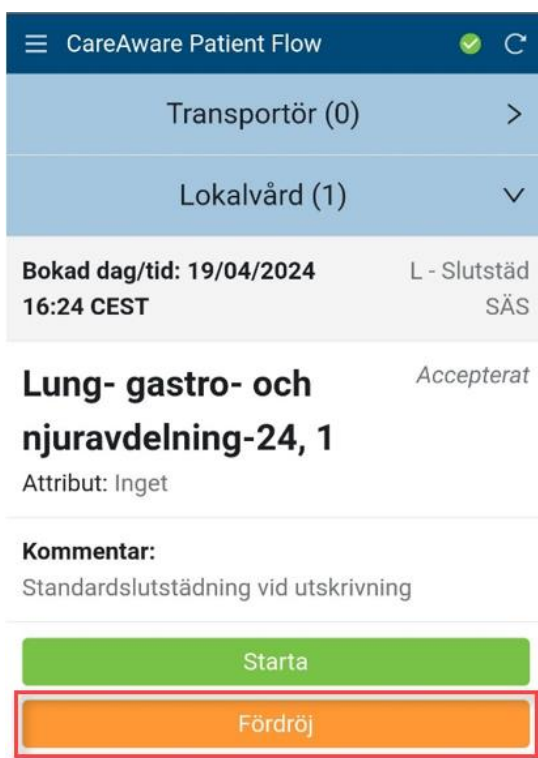 CareAware Patient Flow
Transportör (0)
Lokalvård (1)
Bokad dag/tid: 19/04/2024
16:24 CEST
L - Slutstäd
SÄS
Lung- gastro- och
njuravdelning-24, 1
Accepterat
Attribut: Inget
Kommentar:
Standardslutstädning vid utskrivning
Starta
Fördröj